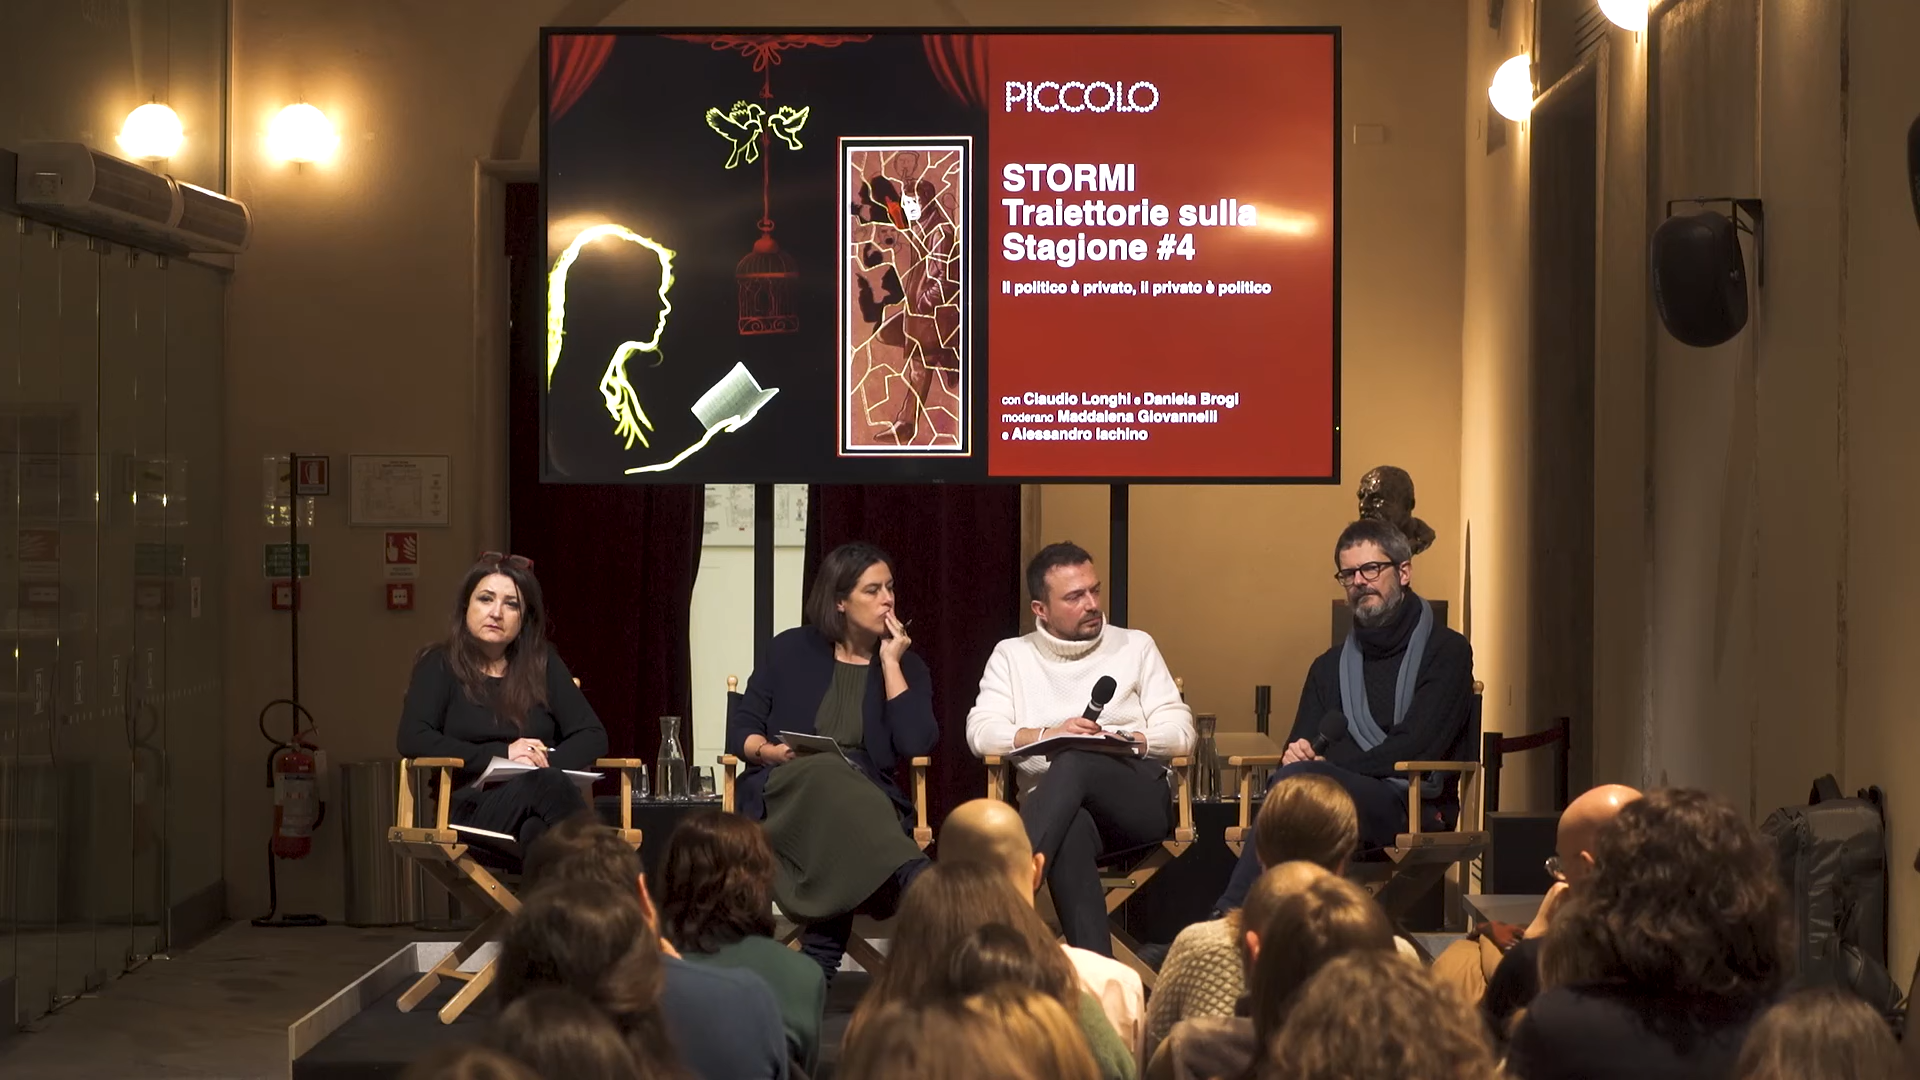 PICCOLO
STORMI
Traiettorie sulla
Stagione #4
Il politico è privato, il privato è politico
con Claudio Longhi e Daniela Brogi
moderano Maddalena Giovannelli
e Alessandro Iachino